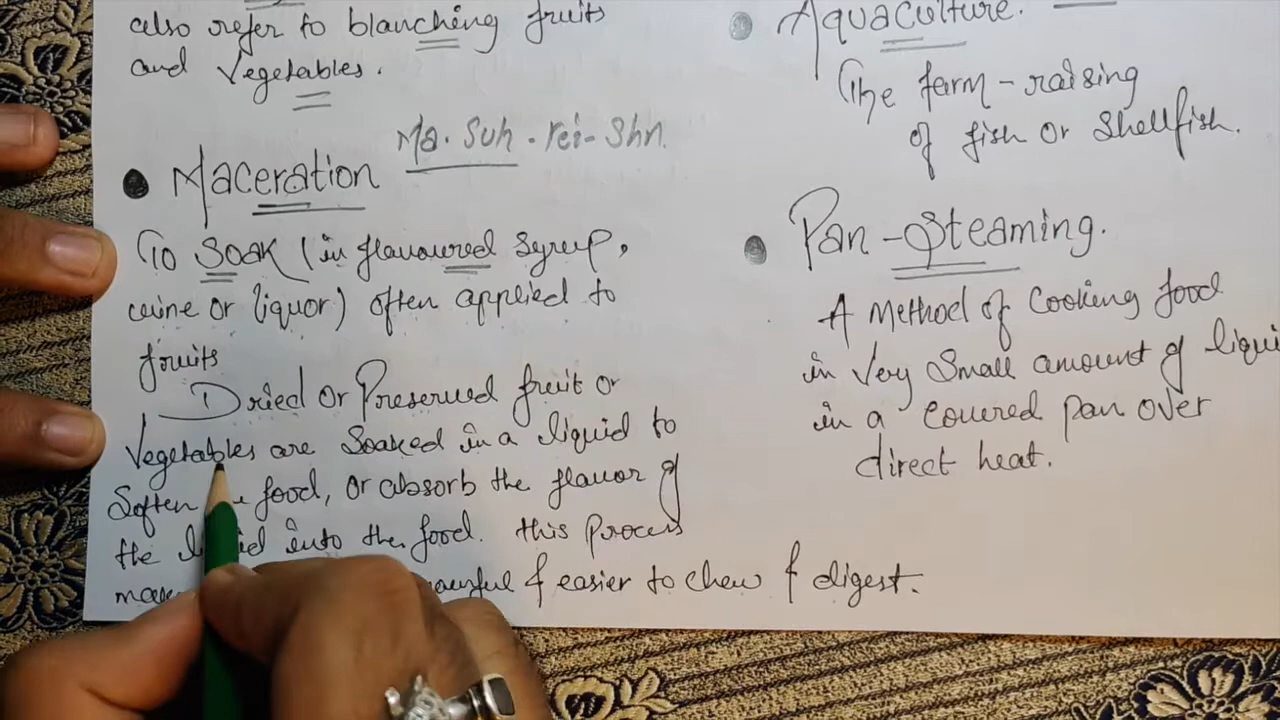 also refer to blanching fruits
and Vegetables.
Ma. Suh - rei - Shn.
Maceration
To Soak (in flavoured Syrup,
wine or liquor) often applied to
fruits
Dried or Preserved fruit or
Vegetables are Soaked in a liquid to
Soften food, or absorb the flavor of
the into the food. this Process
& easier to chew & digest.
Aquaculture.
The farm - raising
of fish or Shellfish.
Pan - Steaming.
A Method of Cooking food
in Very Small amount of liqui
in a Covered pan over
direct heat.